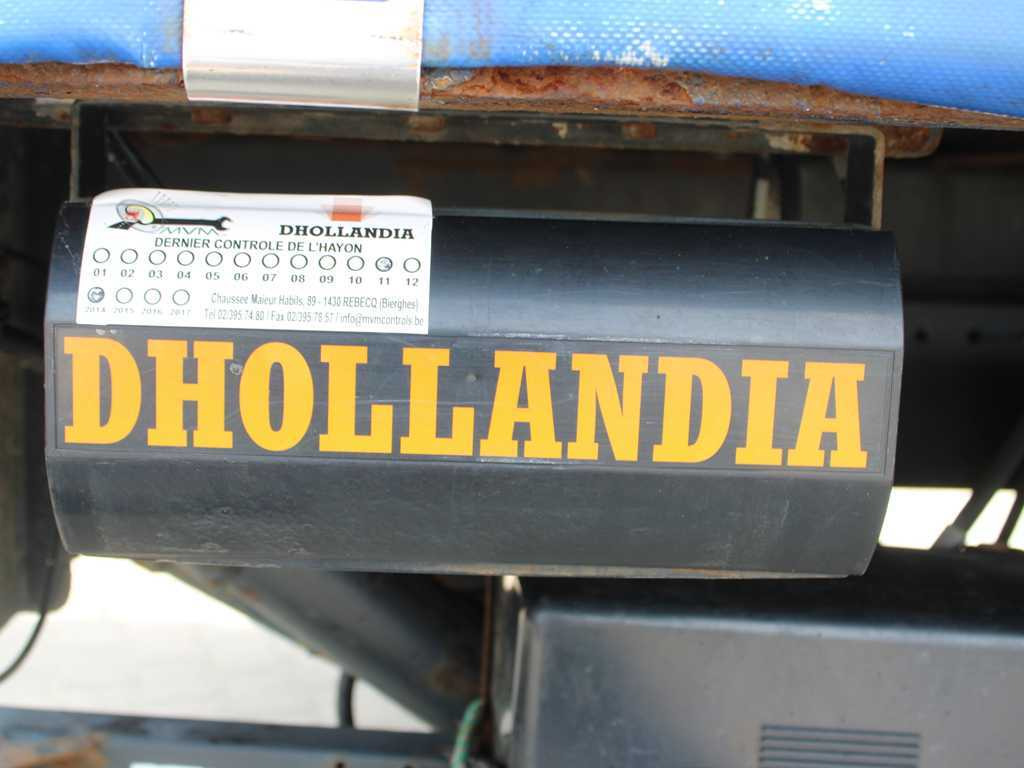 MVM
DHOLLANDIA
DERNIER CONTROLE DE L'HAYON
01 02 03 04 05 06 07 08 09 10 11 12
2014 2015 2016 2017
Chaussée Maieur Habils, 89 - 1430 REBECQ (Bierghes)
Tel 02/395 74 80 / Fax 02/395 78 57 / info@mvmcontrols.be
DHOLLANDIA